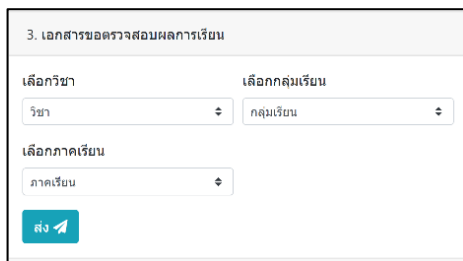 3. เอกสารขอตรวจสอบผลการเรียน
เลือกวิชา เลือกกลุ่มเรียน
วิชา กลุ่มเรียน
เลือกภาคเรียน
ภาคเรียน
ส่ง